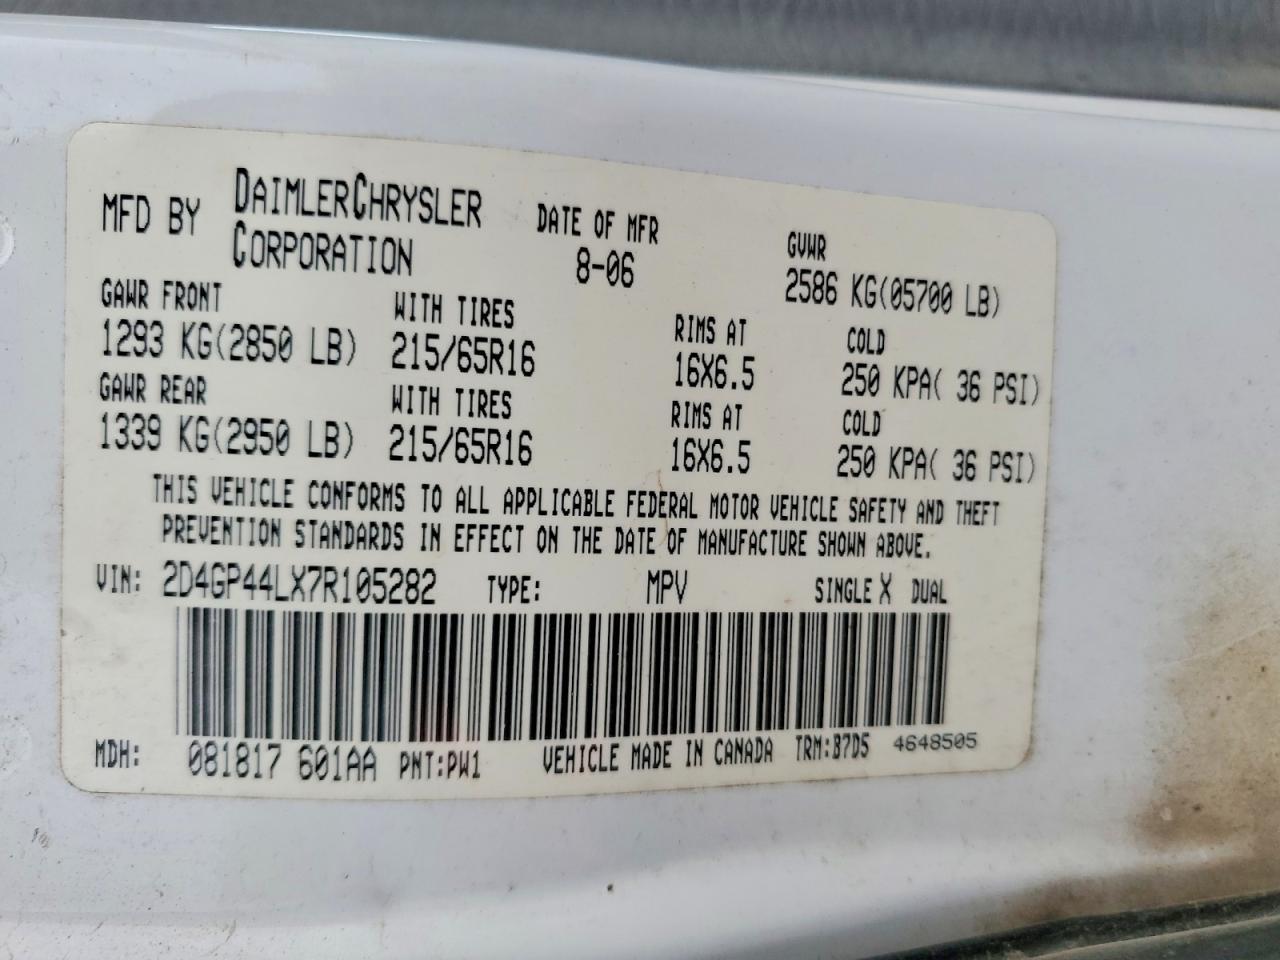 MFD BY DAIMLERCHRYSLER CORPORATION DATE OF MFR 8-06 GVWR 2586 KG(05700 LB)
GAWR FRONT WITH TIRES RIMS AT COLD
1293 KG(2850 LB) 215/65R16 16X6.5 250 KPA( 36 PSI)
GAWR REAR WITH TIRES RIMS AT COLD
1339 KG(2950 LB) 215/65R16 16X6.5 250 KPA( 36 PSI)
THIS VEHICLE CONFORMS TO ALL APPLICABLE FEDERAL MOTOR VEHICLE SAFETY AND THEFT
PREVENTION STANDARDS IN EFFECT ON THE DATE OF MANUFACTURE SHOWN ABOVE.
VIN: 2D4GP44LX7R105282 TYPE: MPV SINGLE X DUAL
MDH: 081817 601AA PNT:PW1 VEHICLE MADE IN CANADA TRM:B7D5 4648505